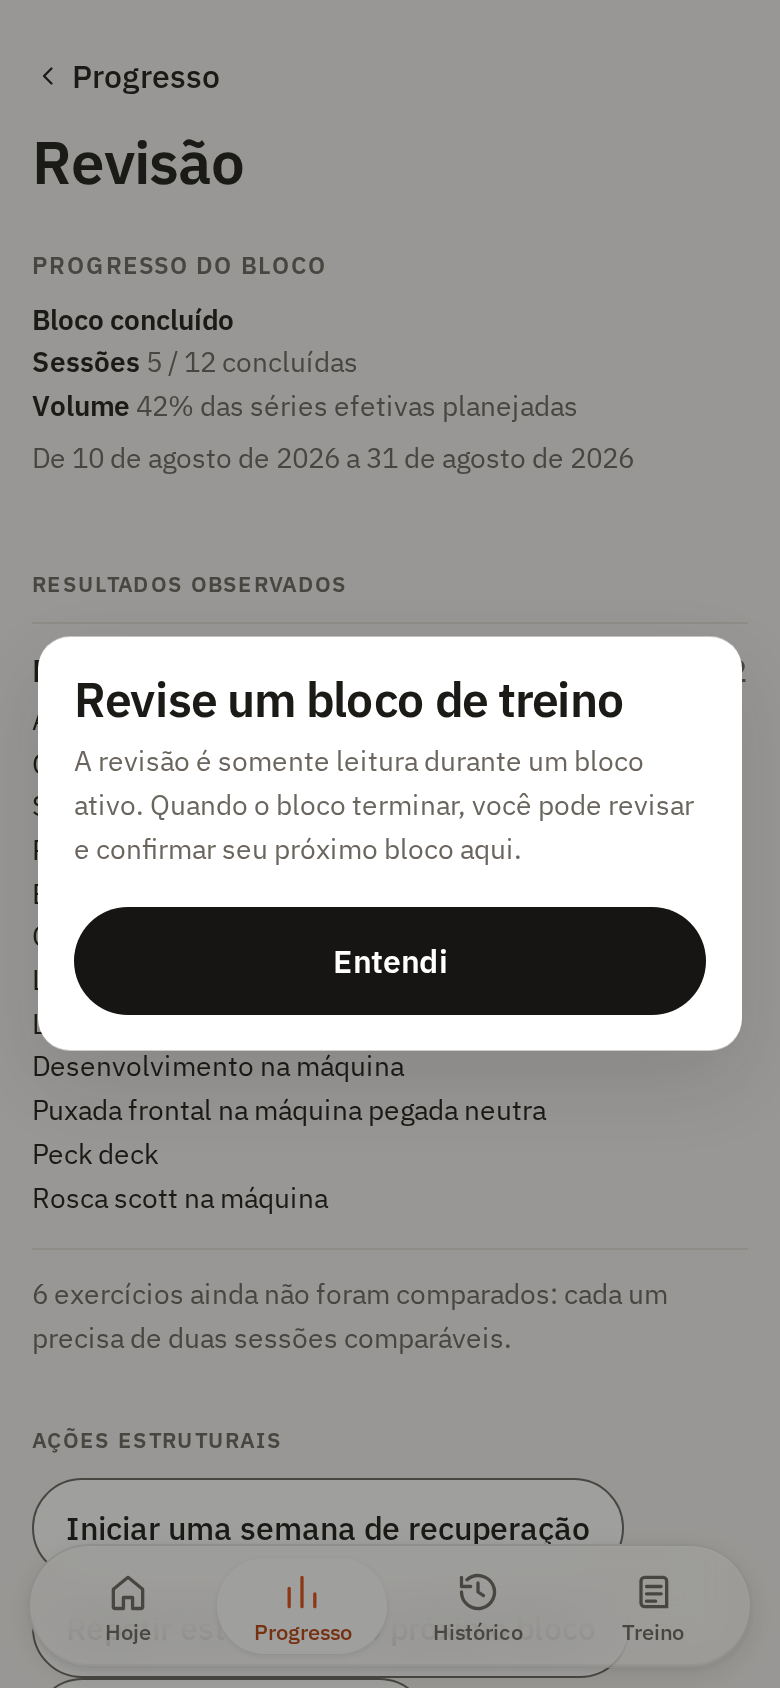 Progresso
Revisão
PROGRESSO DO BLOCO
Bloco concluído
Sessões 5 / 12 concluídas
Volume 42% das séries efetivas planejadas
De 10 de agosto de 2026 a 31 de agosto de 2026
RESULTADOS OBSERVADOS
Revise um bloco de treino
A revisão é somente leitura durante um bloco
ativo. Quando o bloco terminar, você pode revisar
e confirmar seu próximo bloco aqui.
Entendi
Desenvolvimento na máquina
Puxada frontal na máquina pegada neutra
Peck deck
Rosca scott na máquina
6 exercícios ainda não foram comparados: cada um
precisa de duas sessões comparáveis.
AÇÕES ESTRUTURAIS
Iniciar uma semana de recuperação
bloco
Hoje
Progresso
Histórico
Treino